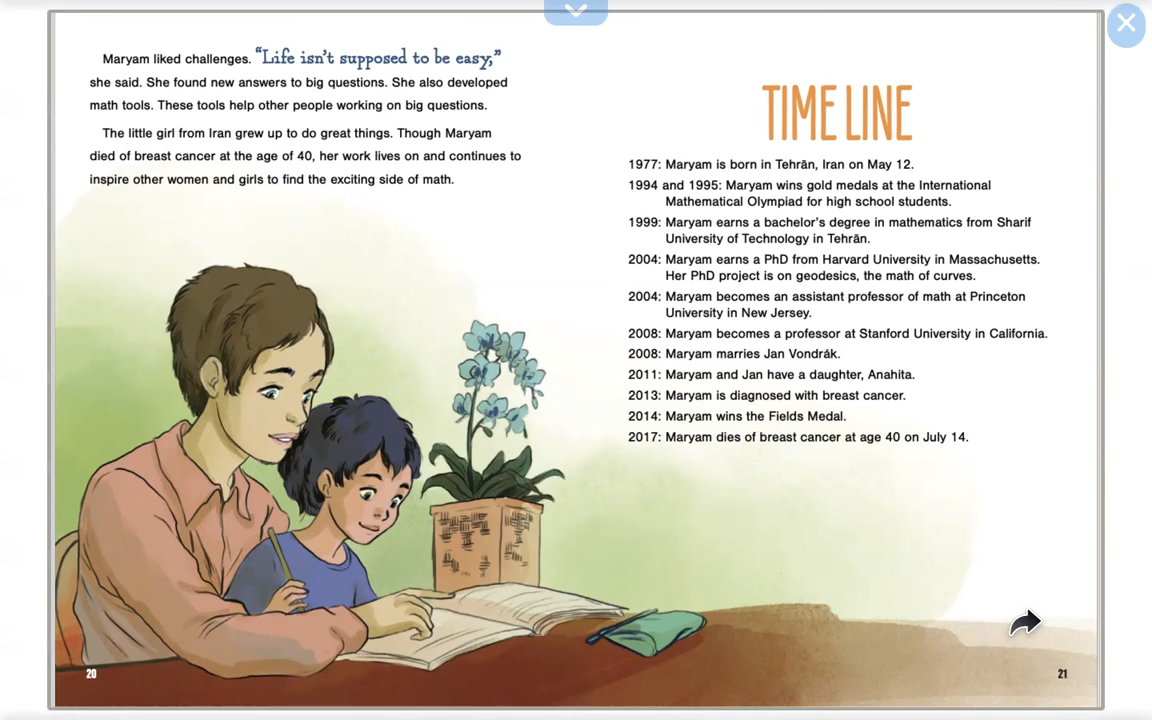 Maryam liked challenges. “Life isn’t supposed to be easy,”
she said. She found new answers to big questions. She also developed
math tools. These tools help other people working on big questions.
The little girl from Iran grew up to do great things. Though Maryam
died of breast cancer at the age of 40, her work lives on and continues to
inspire other women and girls to find the exciting side of math.
20
TIME LINE
1977: Maryam is born in Tehrān, Iran on May 12.
1994 and 1995: Maryam wins gold medals at the International
Mathematical Olympiad for high school students.
1999: Maryam earns a bachelor’s degree in mathematics from Sharif
University of Technology in Tehrān.
2004: Maryam earns a PhD from Harvard University in Massachusetts.
Her PhD project is on geodesics, the math of curves.
2004: Maryam becomes an assistant professor of math at Princeton
University in New Jersey.
2008: Maryam becomes a professor at Stanford University in California.
2008: Maryam marries Jan Vondrák.
2011: Maryam and Jan have a daughter, Anahita.
2013: Maryam is diagnosed with breast cancer.
2014: Maryam wins the Fields Medal.
2017: Maryam dies of breast cancer at age 40 on July 14.
21